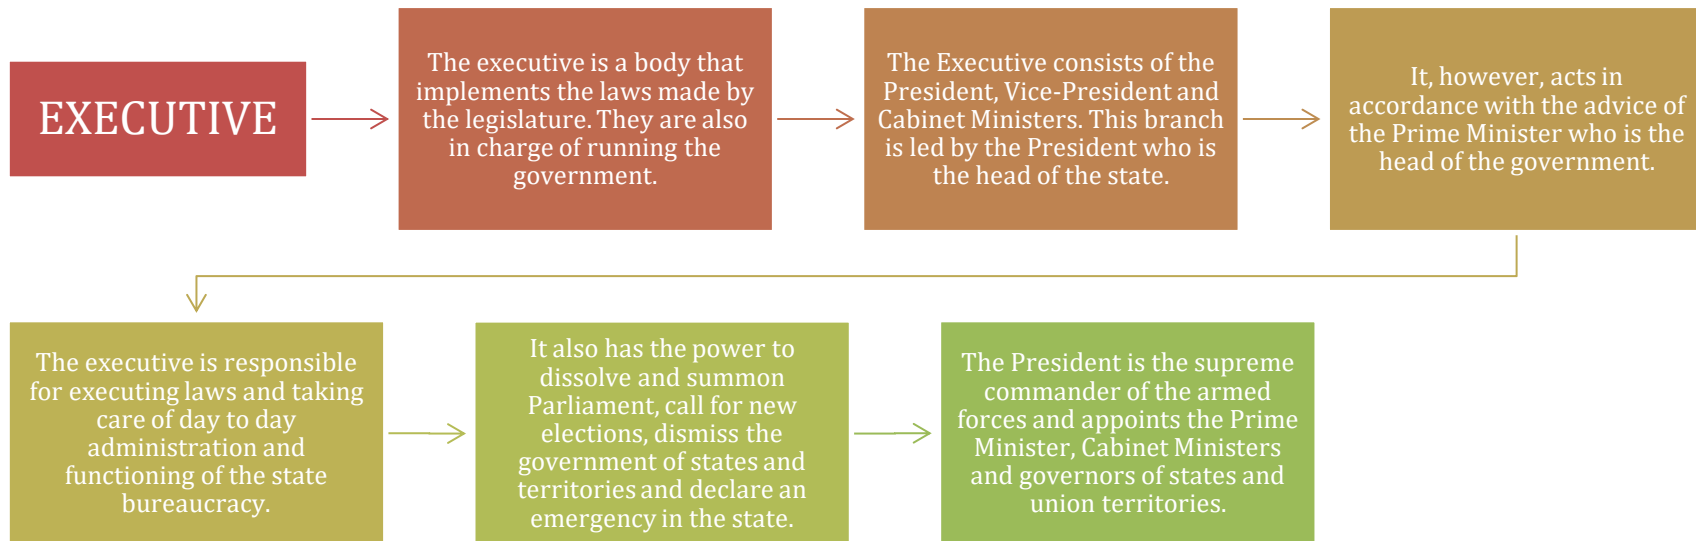 EXECUTIVE
The executive is a body that
implements the laws made by
the legislature. They are also
in charge of running the
government.
The Executive consists of the
President, Vice-President and
Cabinet Ministers. This branch
is led by the President who is
the head of the state.
It, however, acts in
accordance with the advice of
the Prime Minister who is the
head of the government.
The executive is responsible
for executing laws and taking
care of day to day
administration and
functioning of the state
bureaucracy.
It also has the power to
dissolve and summon
Parliament, call for new
elections, dismiss the
government of states and
territories and declare an
emergency in the state.
The President is the supreme
commander of the armed
forces and appoints the Prime
Minister, Cabinet Ministers
and governors of states and
union territories.